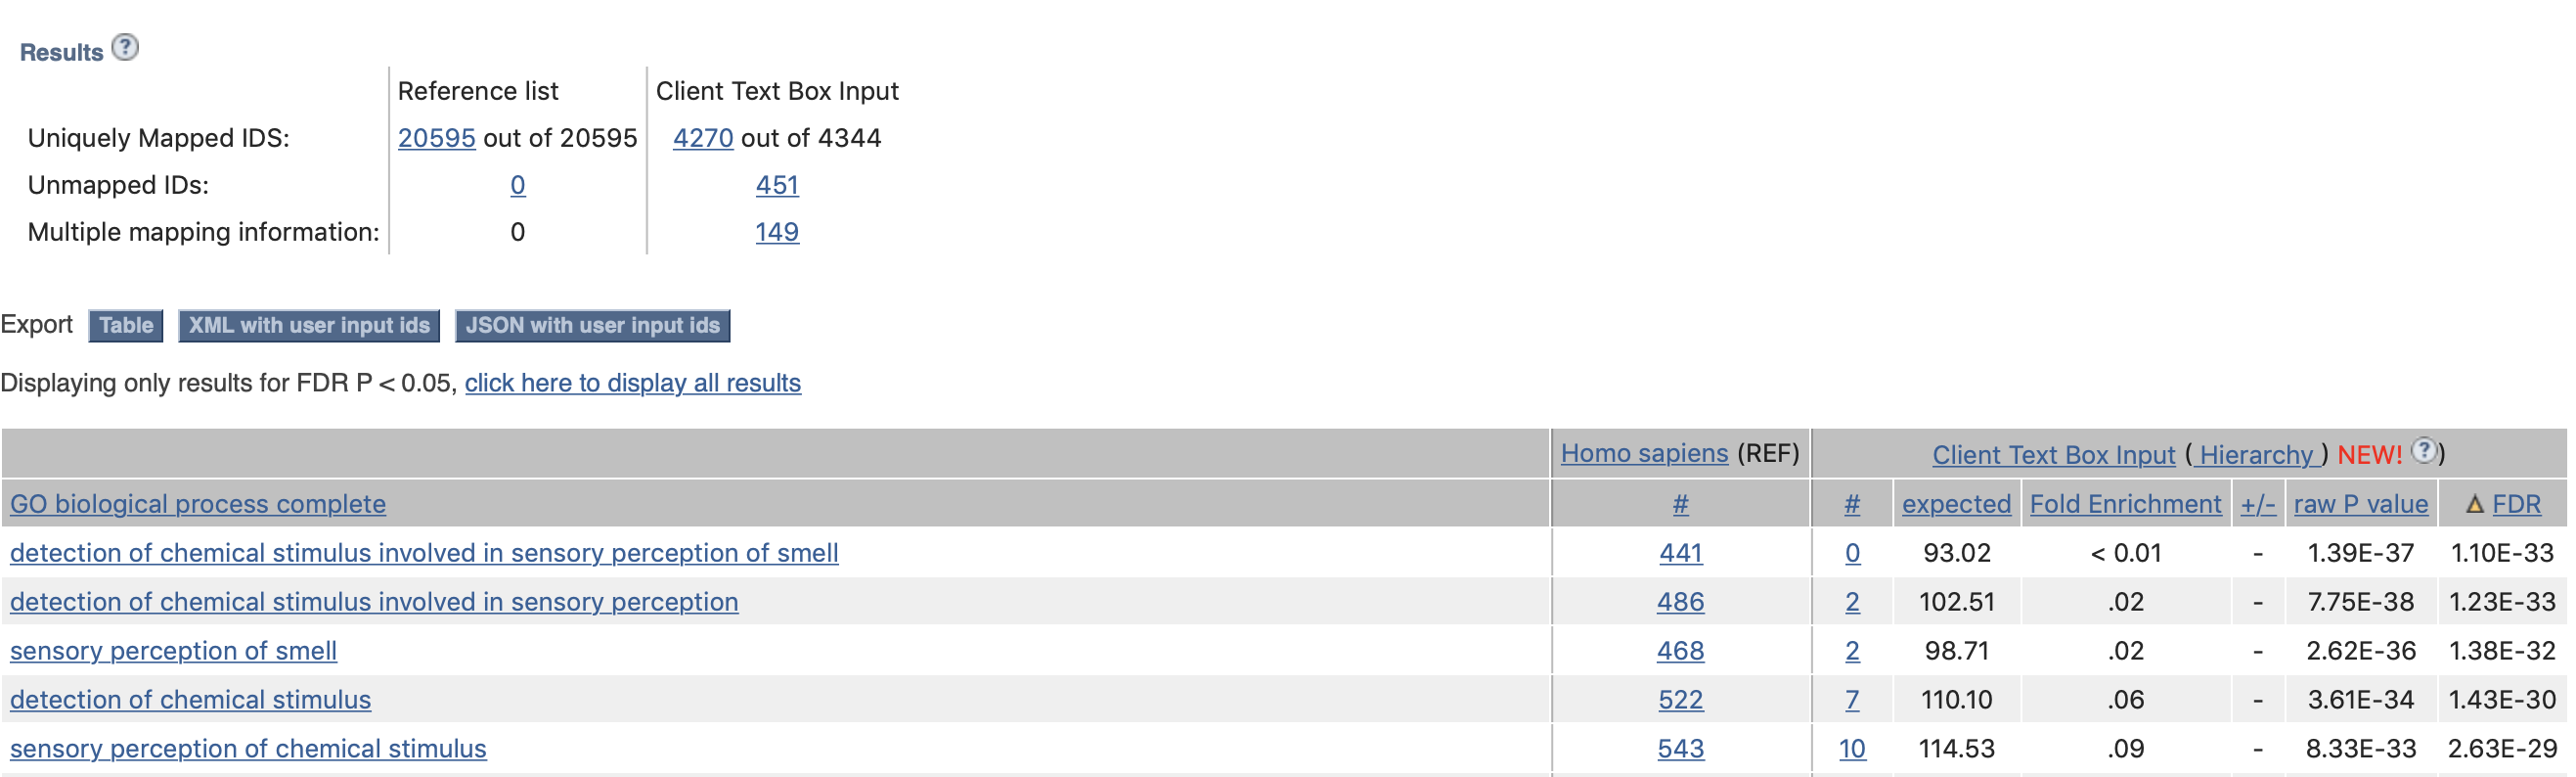 Results ?
Reference list Client Text Box Input
Uniquely Mapped IDS: 20595 out of 20595 4270 out of 4344
Unmapped IDs: 0 451
Multiple mapping information: 0 149
Export Table XML with user input ids JSON with user input ids
Displaying only results for FDR P < 0.05, click here to display all results
Homo sapiens (REF) Client Text Box Input ( Hierarchy ) NEW! ? )
GO biological process complete # # expected Fold Enrichment +/- raw P value FDR
detection of chemical stimulus involved in sensory perception of smell 441 0 93.02 < 0.01 - 1.39E-37 1.10E-33
detection of chemical stimulus involved in sensory perception 486 2 102.51 .02 - 7.75E-38 1.23E-33
sensory perception of smell 468 2 98.71 .02 - 2.62E-36 1.38E-32
detection of chemical stimulus 522 7 110.10 .06 - 3.61E-34 1.43E-30
sensory perception of chemical stimulus 543 10 114.53 .09 - 8.33E-33 2.63E-29